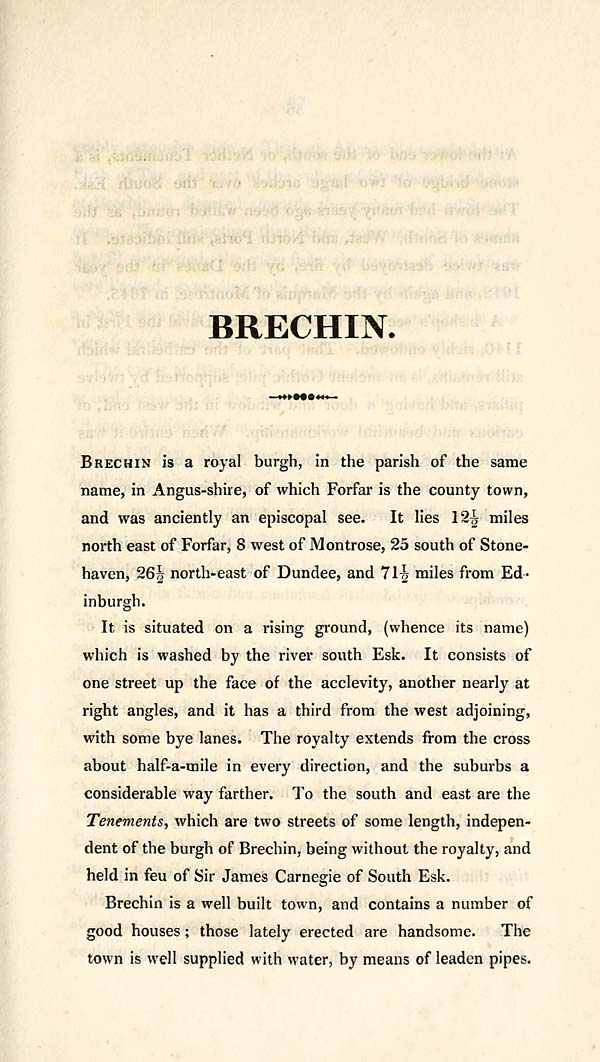 BRECHIN.
BRECHIN is a royal burgh, in the parish of the same
name, in Angus-shire, of which Forfar is the county town,
and was anciently an episcopal see. It lies 12½ miles
north east of Forfar, 8 west of Montrose, 25 south of Stone-
haven, 26½ north-east of Dundee, and 71½ miles from Ed-
inburgh.
It is situated on a rising ground, (whence its name)
which is washed by the river south Esk. It consists of
one street up the face of the acclevity, another nearly at
right angles, and it has a third from the west adjoining,
with some bye lanes. The royalty extends from the cross
about half-a-mile in every direction, and the suburbs a
considerable way farther. To the south and east are the
Tenements, which are two streets of some length, indepen-
dent of the burgh of Brechin, being without the royalty, and
held in feu of Sir James Carnegie of South Esk.
Brechin is a well built town, and contains a number of
good houses; those lately erected are handsome. The
town is well supplied with water, by means of leaden pipes.